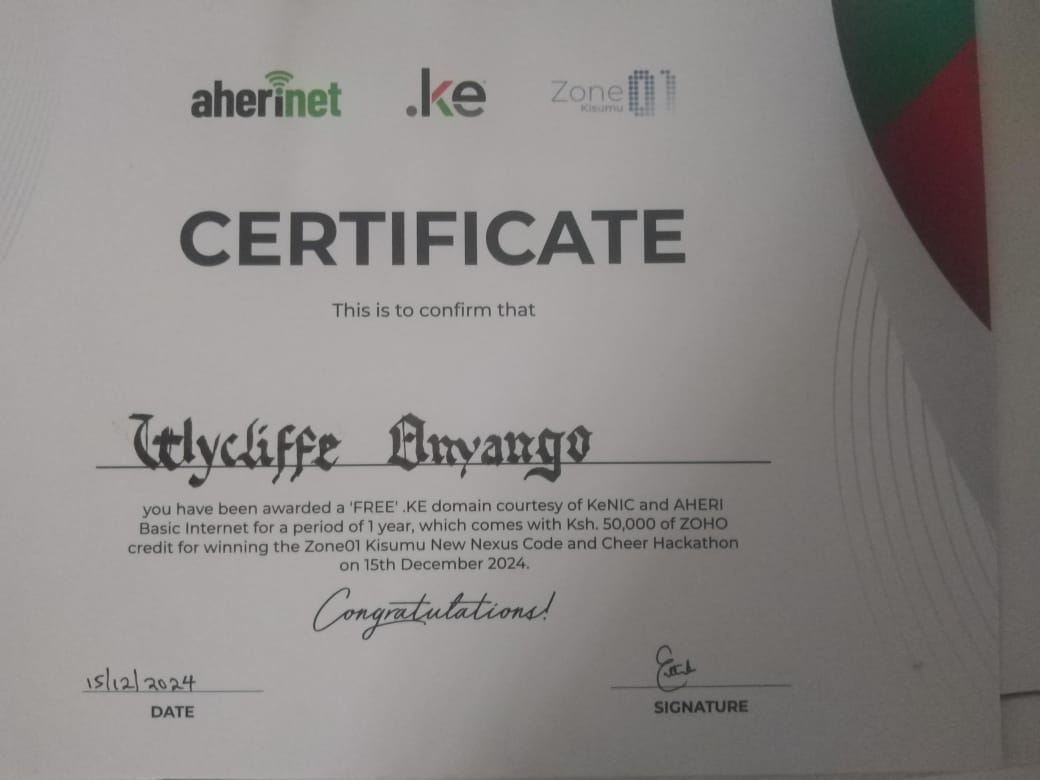 aherinet .ke Zone01
Kisumu
CERTIFICATE
This is to confirm that
Wycliffe Onyango
you have been awarded a 'FREE' .KE domain courtesy of KeNIC and AHERI
Basic Internet for a period of 1 year, which comes with Ksh. 50,000 of ZOHO
credit for winning the Zone01 Kisumu New Nexus Code and Cheer Hackathon
on 15th December 2024.
Congratulations!
15/12/2024
DATE SIGNATURE